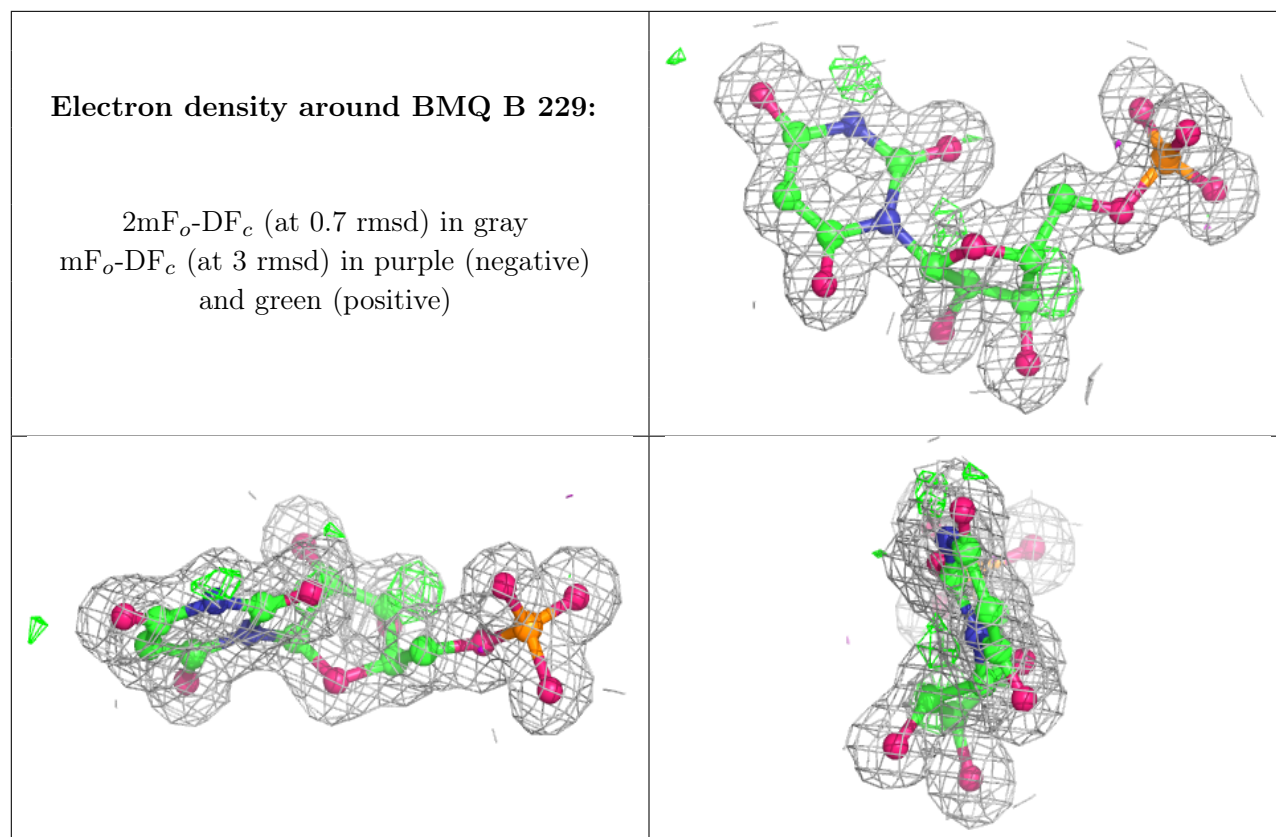 Electron density around BMQ B 229:
2mFo-DFc (at 0.7 rmsd) in gray
mFo-DFc (at 3 rmsd) in purple (negative)
and green (positive)